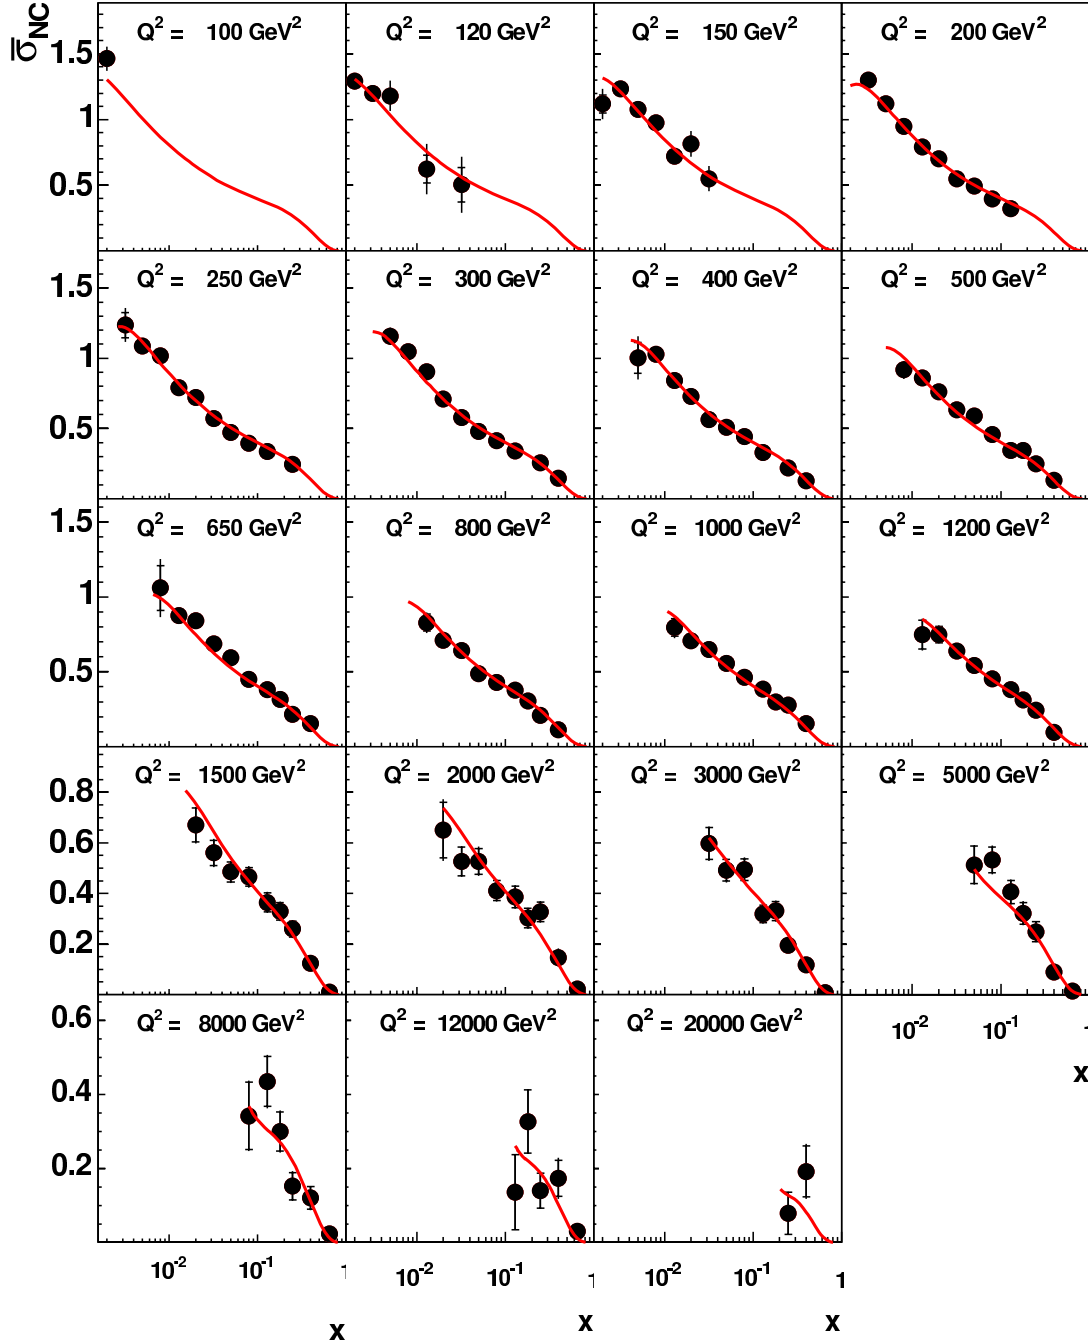 σ̅NC
Q² = 100 GeV²
Q² = 120 GeV²
Q² = 150 GeV²
Q² = 200 GeV²
1.5
1
0.5
Q² = 250 GeV²
Q² = 300 GeV²
Q² = 400 GeV²
Q² = 500 GeV²
1.5
1
0.5
Q² = 650 GeV²
Q² = 800 GeV²
Q² = 1000 GeV²
Q² = 1200 GeV²
1.5
1
0.5
Q² = 1500 GeV²
Q² = 2000 GeV²
Q² = 3000 GeV²
Q² = 5000 GeV²
0.8
0.6
0.4
0.2
Q² = 8000 GeV²
Q² = 12000 GeV²
Q² = 20000 GeV²
0.6
0.4
0.2
10⁻² 10⁻¹ 1
x
10⁻² 10⁻¹ 1
10⁻² 10⁻¹ 1
10⁻² 10⁻¹ 1
x
x
x